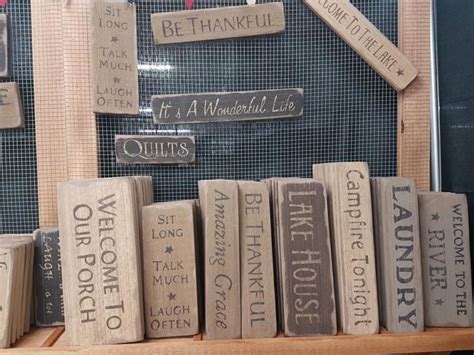 SIT
LONG
TALK
MUCH
LAUGH
OFTEN
BE THANKFUL
WELCOME TO THE LAKE
It's A Wonderful Life
QUILTS
Laugh
WELCOME TO
OUR PORCH
SIT
LONG
TALK
MUCH
LAUGH
OFTEN
Amazing Grace
BE THANKFUL
LAKE HOUSE
Campfire Tonight
LAUNDRY
WELCOME
TO THE
RIVER